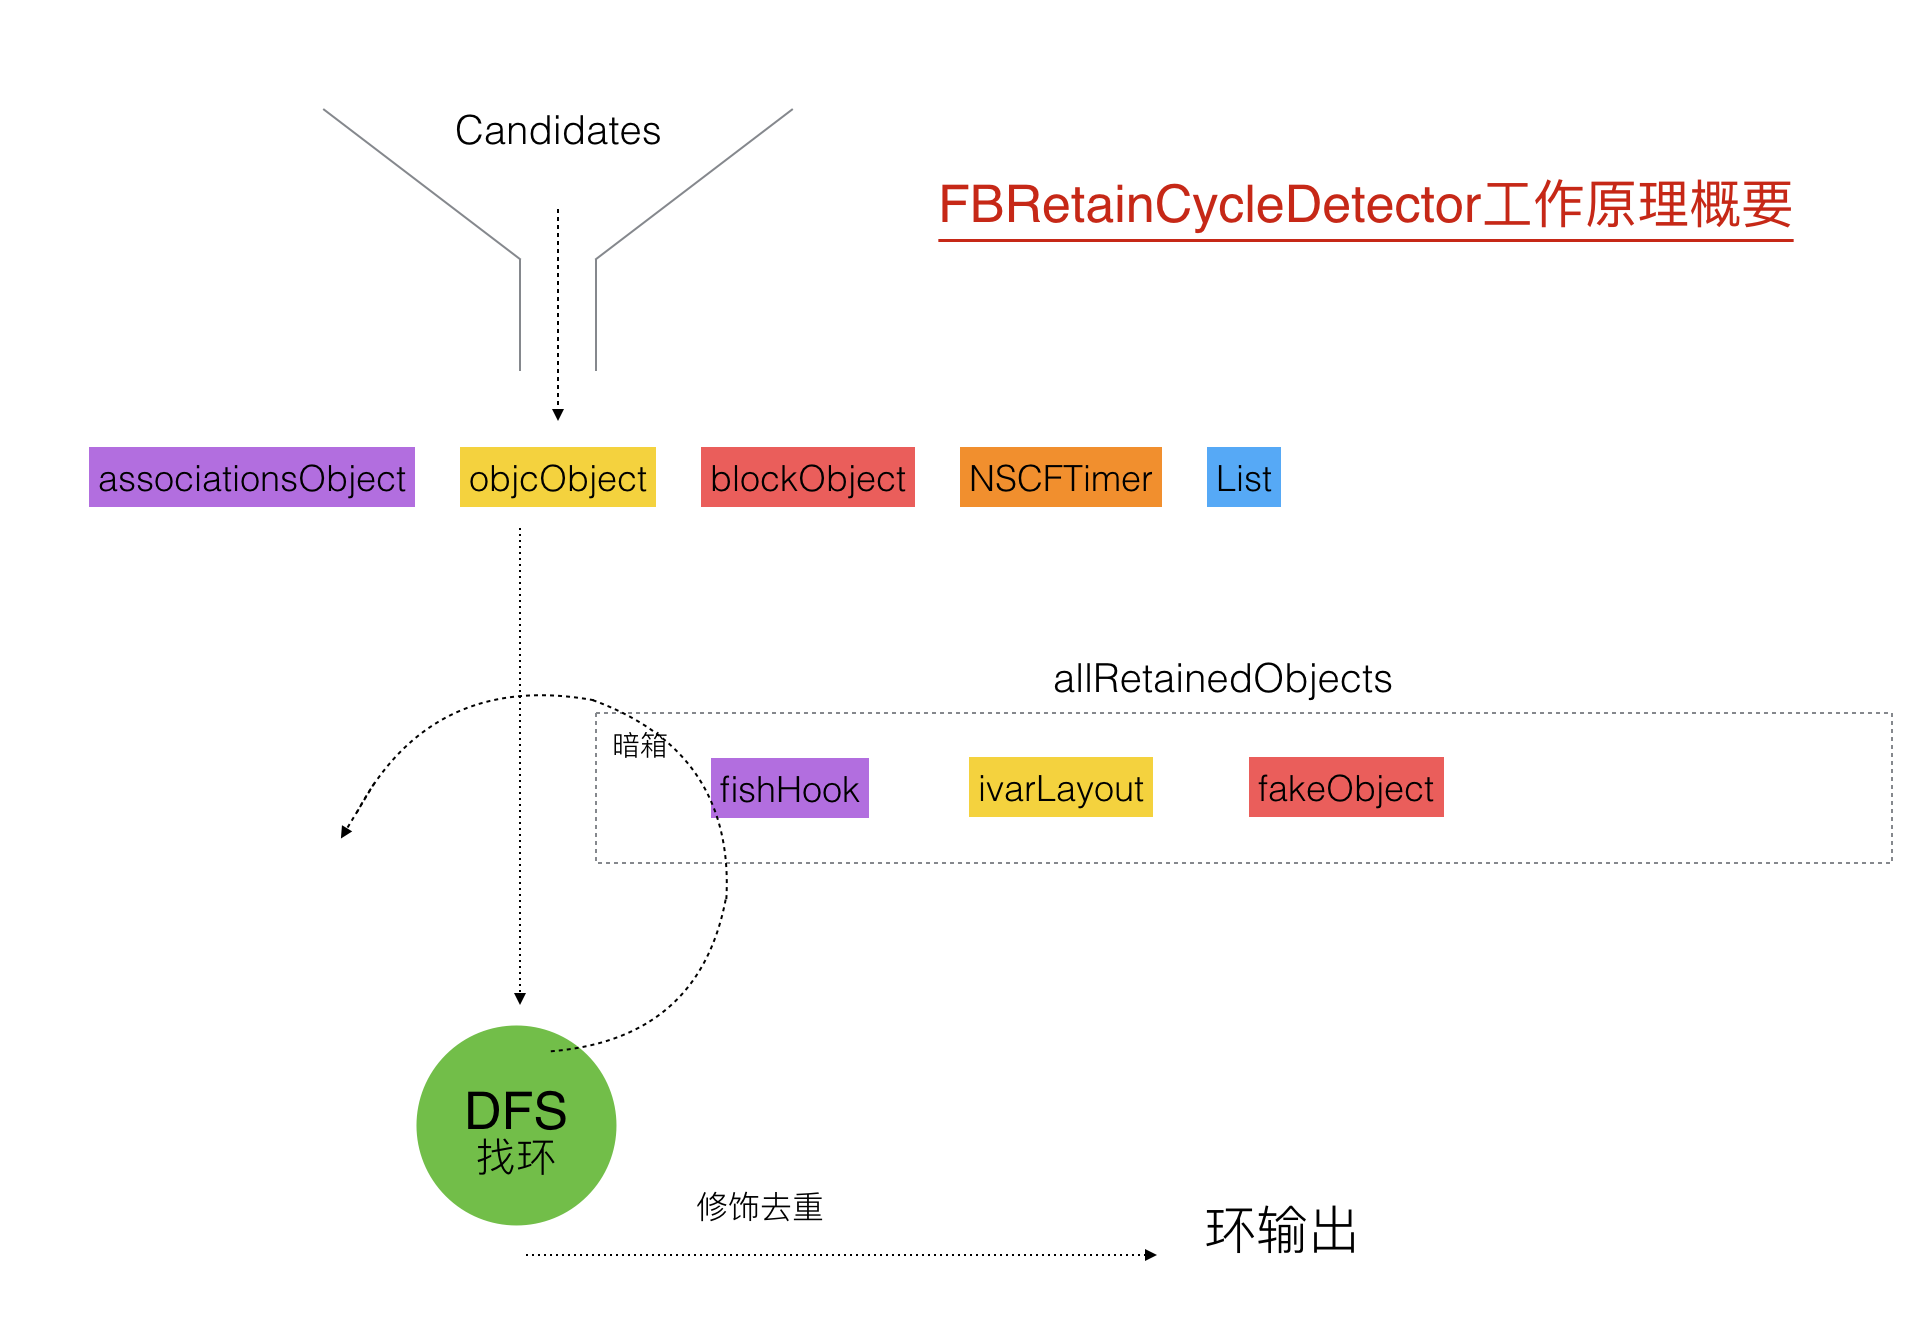 Candidates
FBRetainCycleDetector工作原理概要
associationsObject
objcObject
blockObject
NSCFTimer
List
allRetainedObjects
暗箱
fishHook
ivarLayout
fakeObject
DFS
找环
修饰去重
环输出